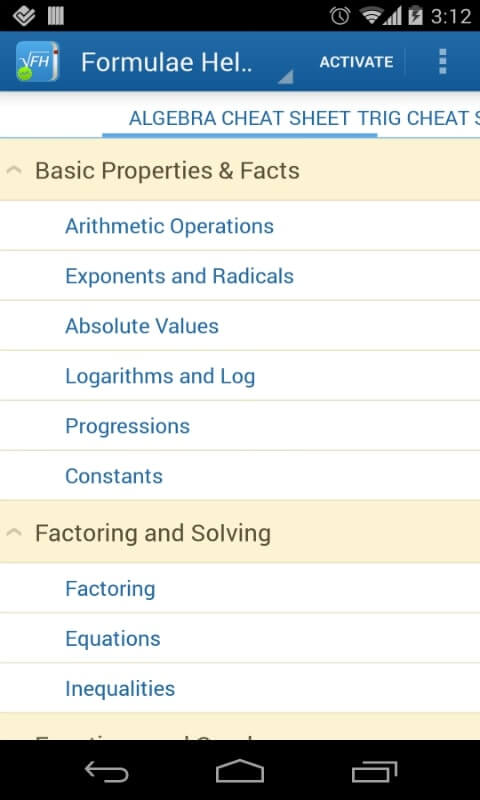 3:12
FH
Formulae Hel..
ACTIVATE
ALGEBRA CHEAT SHEET TRIG CHEAT S
Basic Properties & Facts
Arithmetic Operations
Exponents and Radicals
Absolute Values
Logarithms and Log
Progressions
Constants
Factoring and Solving
Factoring
Equations
Inequalities